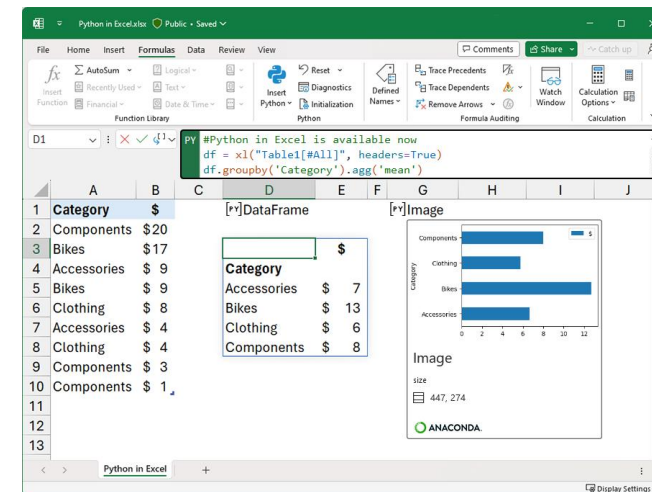 Python in Excel.xlsx Public • Saved
File Home Insert Formulas Data Review View Comments Share Catch up
AutoSum Logical Reset Trace Precedents
Insert Function Recently Used Text Insert Python Diagnostics Defined Names Trace Dependents Watch Window Calculation Options
Financial Date & Time Initialization Remove Arrows
Function Library Python Formula Auditing Calculation
D1 PY #Python in Excel is available now
df = xl("Table1[#All]", headers=True)
df.groupby('Category').agg('mean')
A B C D E F G H I J
1 Category $ [PY]DataFrame [PY]Image
2 Components $20
3 Bikes $17 $
4 Accessories $ 9 Category
5 Bikes $ 9 Accessories $ 7
6 Clothing $ 8 Bikes $ 13
7 Accessories $ 4 Clothing $ 6
8 Clothing $ 4 Components $ 8
9 Components $ 3
10 Components $ 1
11
12
13
$
Components
Clothing
Bikes
Accessories
Category
0 2 4 6 8 10 12
Image
size
447, 274
ANACONDA.
Python in Excel
Display Settings